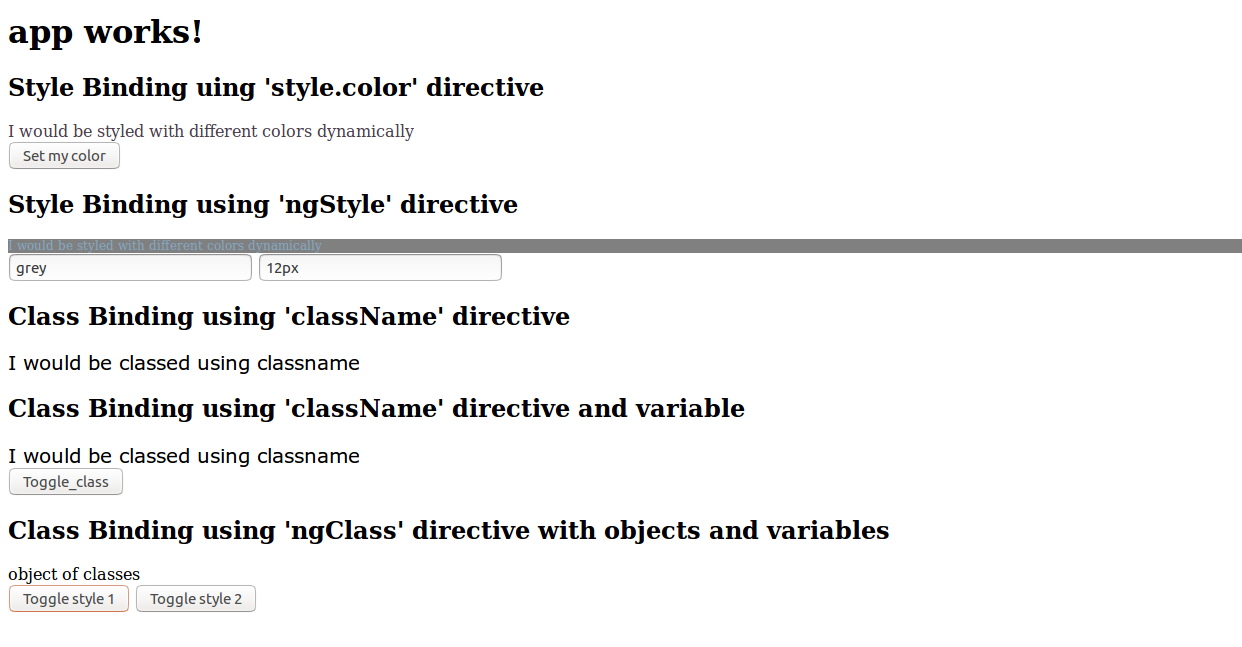 app works!
Style Binding uing 'style.color' directive
I would be styled with different colors dynamically
Set my color
Style Binding using 'ngStyle' directive
I would be styled with different colors dynamically
grey 12px
Class Binding using 'className' directive
I would be classed using classname
Class Binding using 'className' directive and variable
I would be classed using classname
Toggle_class
Class Binding using 'ngClass' directive with objects and variables
object of classes
Toggle style 1 Toggle style 2